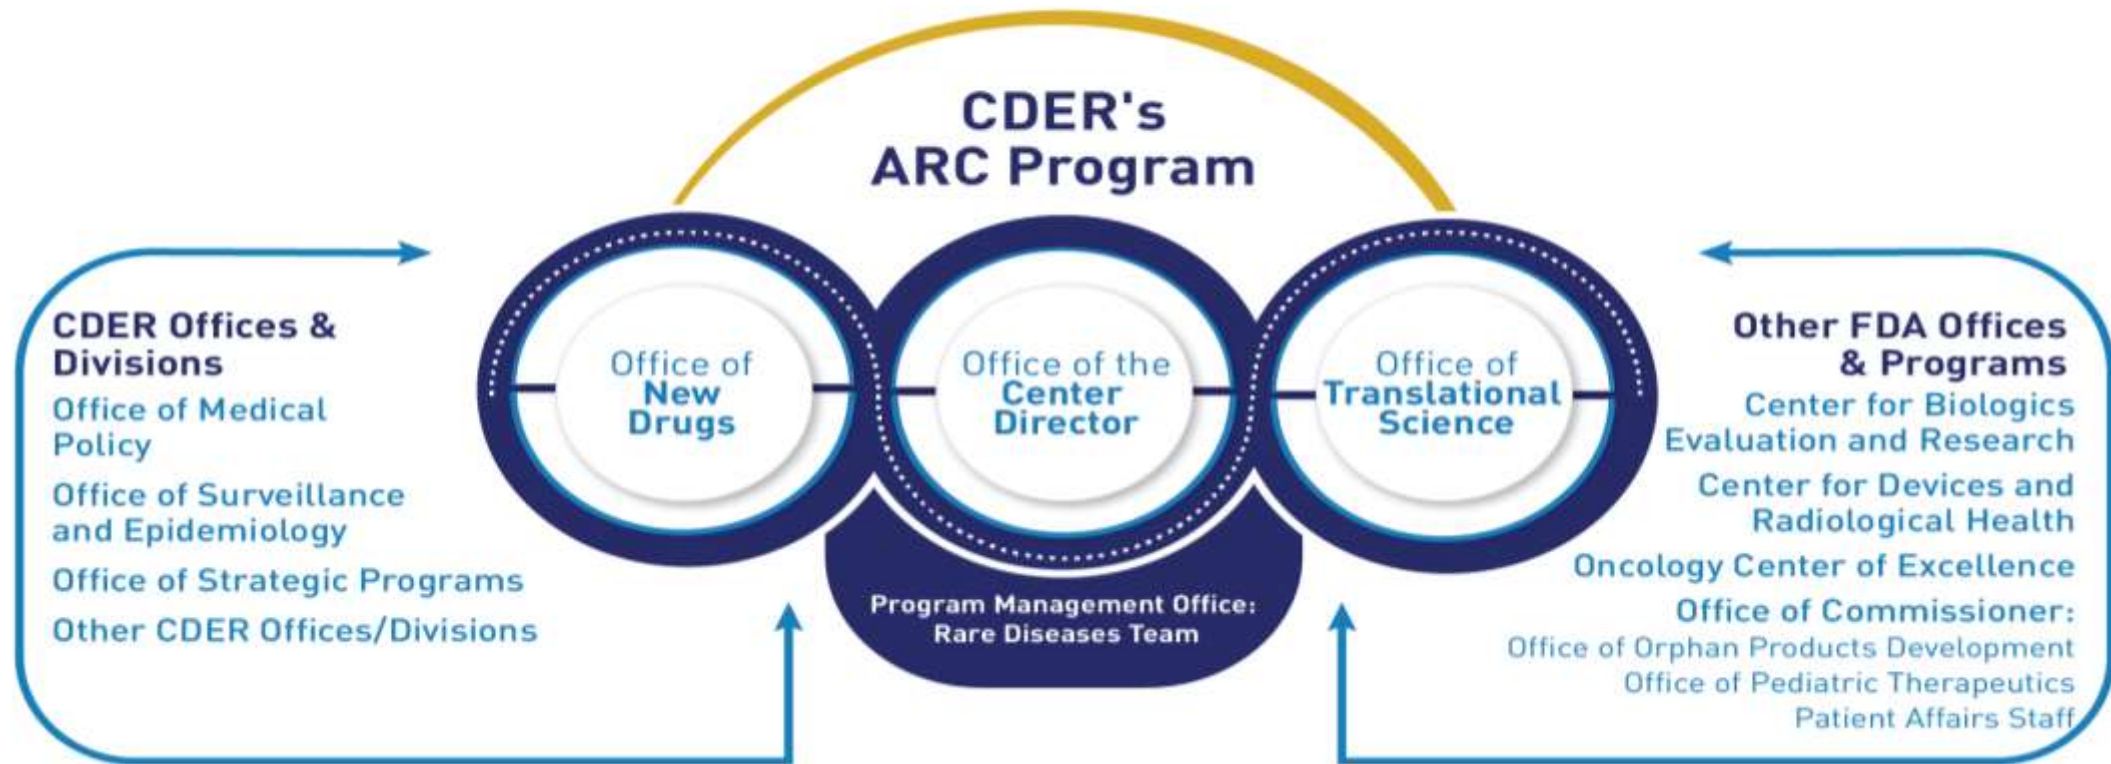 CDER's
ARC Program
CDER Offices &
Divisions
Office of Medical
Policy
Office of Surveillance
and Epidemiology
Office of Strategic Programs
Other CDER Offices/Divisions
Office of
New
Drugs
Office of the
Center
Director
Office of
Translational
Science
Program Management Office:
Rare Diseases Team
Other FDA Offices
& Programs
Center for Biologics
Evaluation and Research
Center for Devices and
Radiological Health
Oncology Center of Excellence
Office of Commissioner:
Office of Orphan Products Development
Office of Pediatric Therapeutics
Patient Affairs Staff